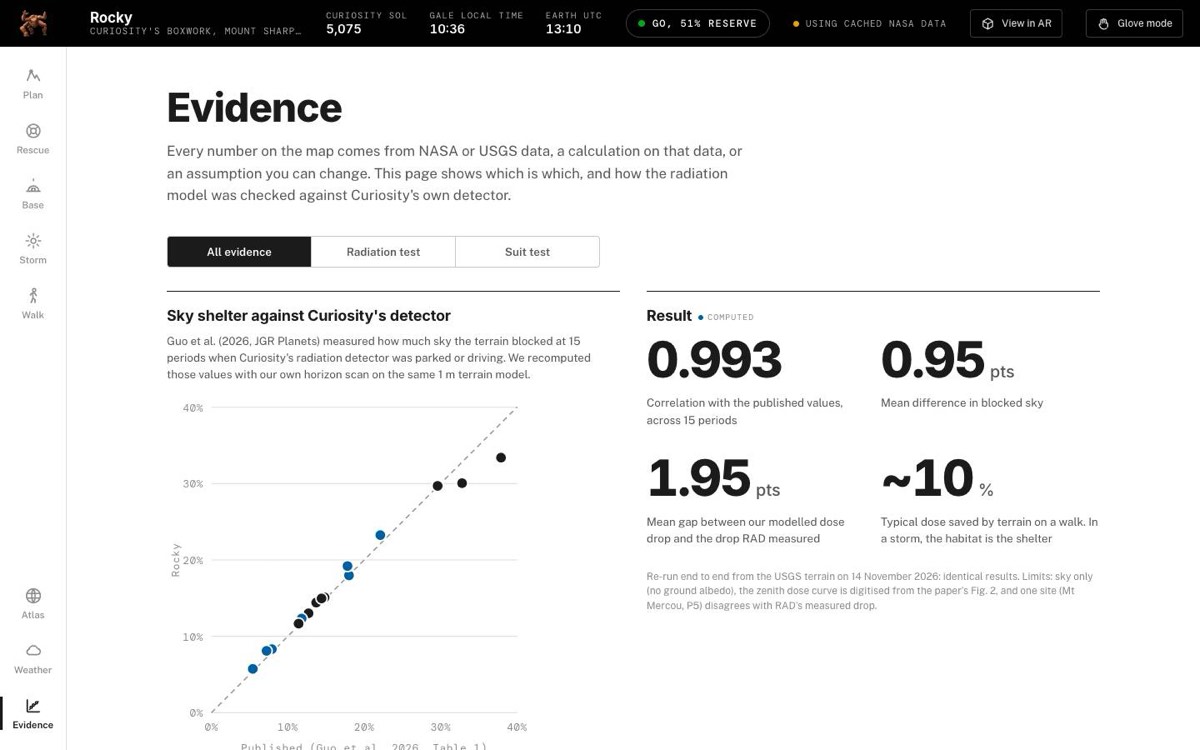 Rocky
CURIOSITY'S BOXWORK, MOUNT SHARP…
CURIOSITY SOL
5,075
GALE LOCAL TIME
10:36
EARTH UTC
13:10
GO, 51% RESERVE
USING CACHED NASA DATA
View in AR
Glove mode
Plan
Rescue
Base
Storm
Walk
Atlas
Weather
Evidence
Evidence
Every number on the map comes from NASA or USGS data, a calculation on that data, or
an assumption you can change. This page shows which is which, and how the radiation
model was checked against Curiosity's own detector.
All evidence
Radiation test
Suit test
Sky shelter against Curiosity's detector
Guo et al. (2026, JGR Planets) measured how much sky the terrain blocked at 15
periods when Curiosity's radiation detector was parked or driving. We recomputed
those values with our own horizon scan on the same 1 m terrain model.
40%
30%
20%
10%
0%
Rocky
0%
10%
20%
30%
40%
Published (Guo et al. 2026, Table 1)
Result
COMPUTED
0.993
Correlation with the published values,
across 15 periods
0.95 pts
Mean difference in blocked sky
1.95 pts
Mean gap between our modelled dose
drop and the drop RAD measured
~10 %
Typical dose saved by terrain on a walk. In
a storm, the habitat is the shelter
Re-run end to end from the USGS terrain on 14 November 2026: identical results. Limits: sky only
(no ground albedo), the zenith dose curve is digitised from the paper's Fig. 2, and one site (Mt
Mercou, P5) disagrees with RAD's measured drop.